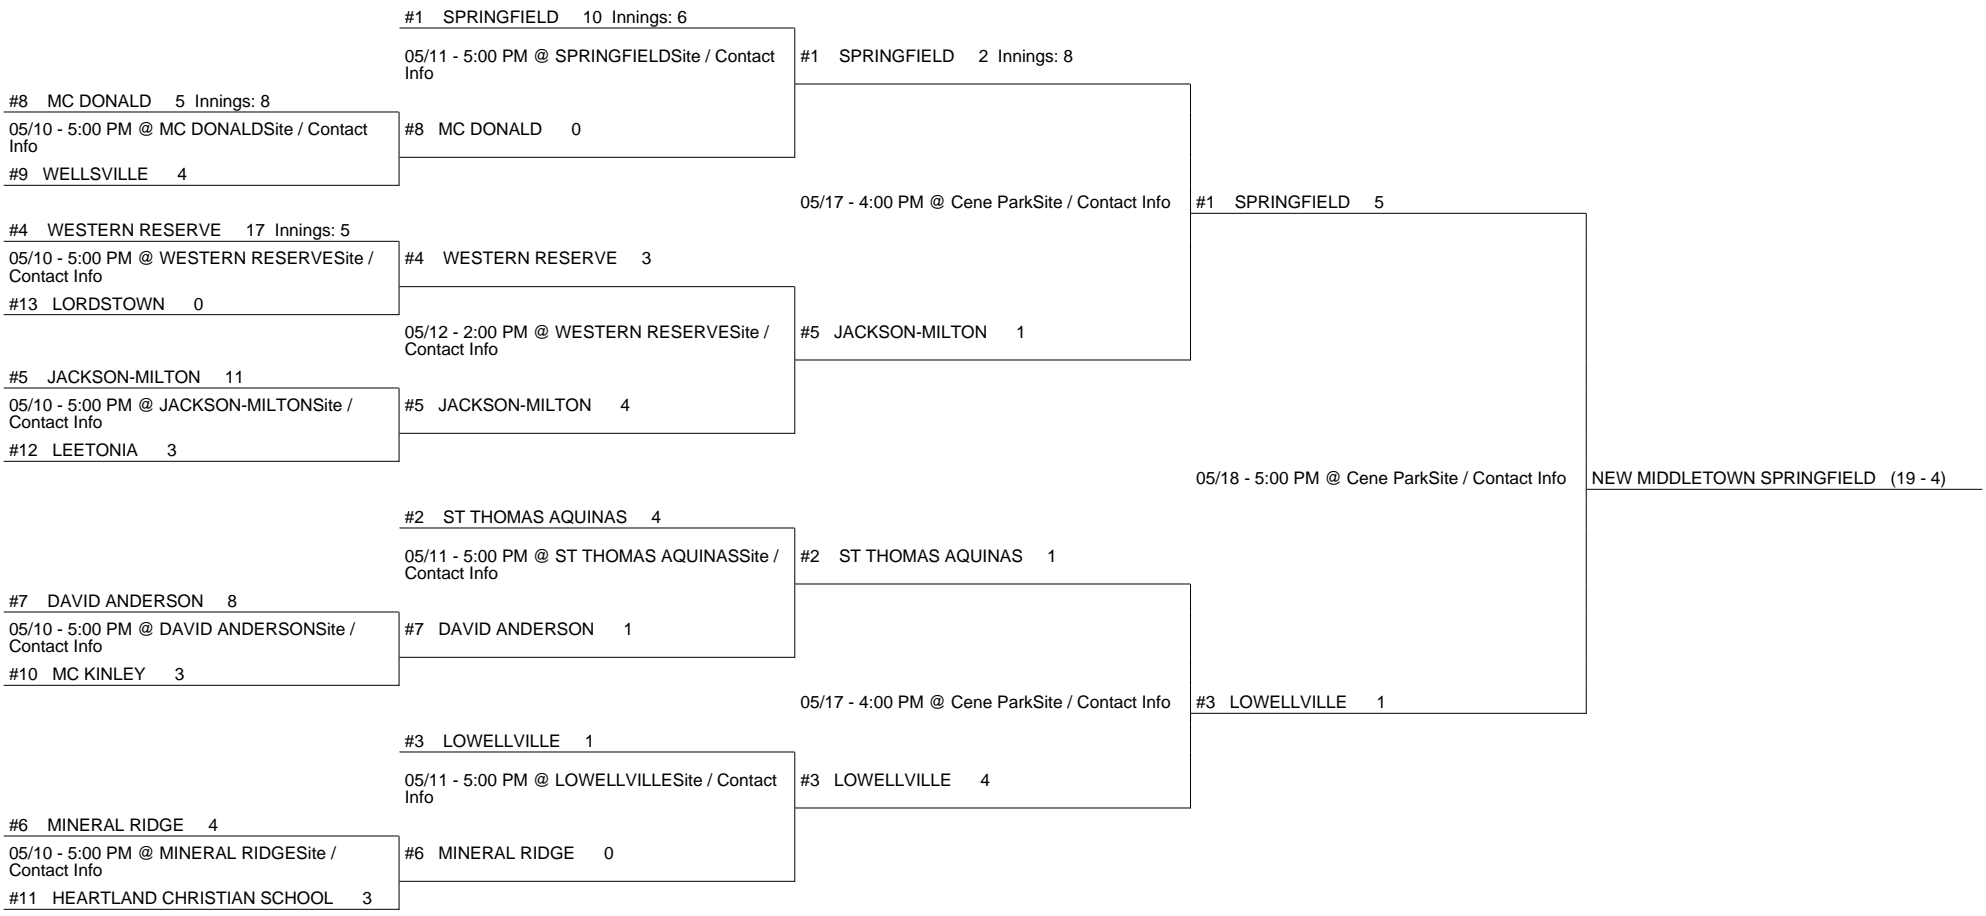 #1 SPRINGFIELD 10 Innings: 6
05/11 - 5:00 PM @ SPRINGFIELDSite / Contact
Info
#1 SPRINGFIELD 2 Innings: 8
#8 MC DONALD 5 Innings: 8
05/10 - 5:00 PM @ MC DONALDSite / Contact
Info
#8 MC DONALD 0
#9 WELLSVILLE 4
05/17 - 4:00 PM @ Cene ParkSite / Contact Info
#1 SPRINGFIELD 5
#4 WESTERN RESERVE 17 Innings: 5
05/10 - 5:00 PM @ WESTERN RESERVESite /
Contact Info
#4 WESTERN RESERVE 3
#13 LORDSTOWN 0
05/12 - 2:00 PM @ WESTERN RESERVESite /
Contact Info
#5 JACKSON-MILTON 1
#5 JACKSON-MILTON 11
05/10 - 5:00 PM @ JACKSON-MILTONSite /
Contact Info
#5 JACKSON-MILTON 4
#12 LEETONIA 3
05/18 - 5:00 PM @ Cene ParkSite / Contact Info
NEW MIDDLETOWN SPRINGFIELD (19 - 4)
#2 ST THOMAS AQUINAS 4
05/11 - 5:00 PM @ ST THOMAS AQUINASSite /
Contact Info
#2 ST THOMAS AQUINAS 1
#7 DAVID ANDERSON 8
05/10 - 5:00 PM @ DAVID ANDERSONSite /
Contact Info
#7 DAVID ANDERSON 1
#10 MC KINLEY 3
05/17 - 4:00 PM @ Cene ParkSite / Contact Info
#3 LOWELLVILLE 1
#3 LOWELLVILLE 1
05/11 - 5:00 PM @ LOWELLVILLESite / Contact
Info
#3 LOWELLVILLE 4
#6 MINERAL RIDGE 4
05/10 - 5:00 PM @ MINERAL RIDGESite /
Contact Info
#6 MINERAL RIDGE 0
#11 HEARTLAND CHRISTIAN SCHOOL 3